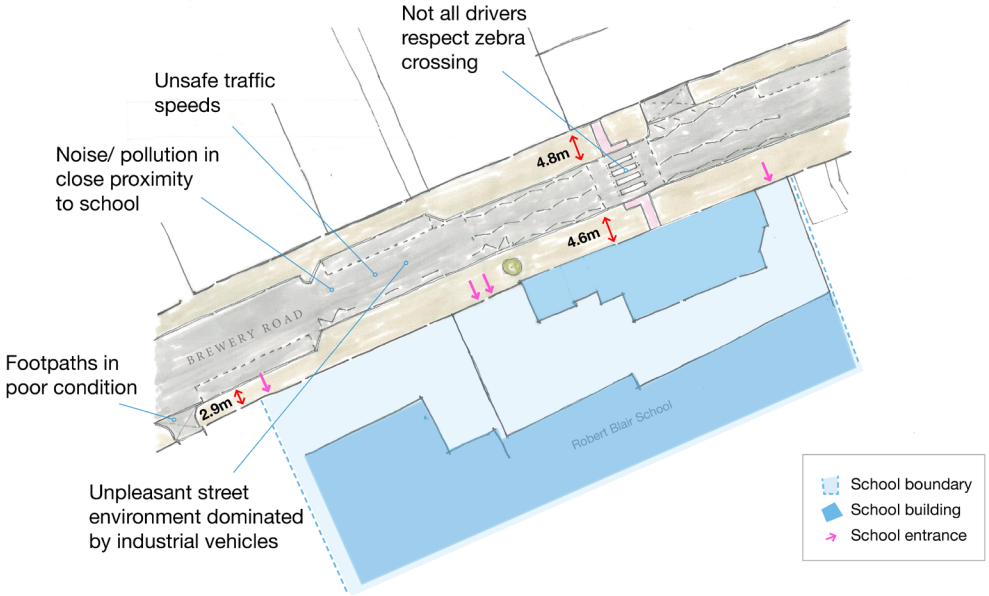 Not all drivers
respect zebra
crossing
Unsafe traffic
speeds
Noise/ pollution in
close proximity
to school
4.8m
4.6m
BREWERY ROAD
Footpaths in
poor condition
2.9m
Robert Blair School
Unpleasant street
environment dominated
by industrial vehicles
School boundary
School building
School entrance